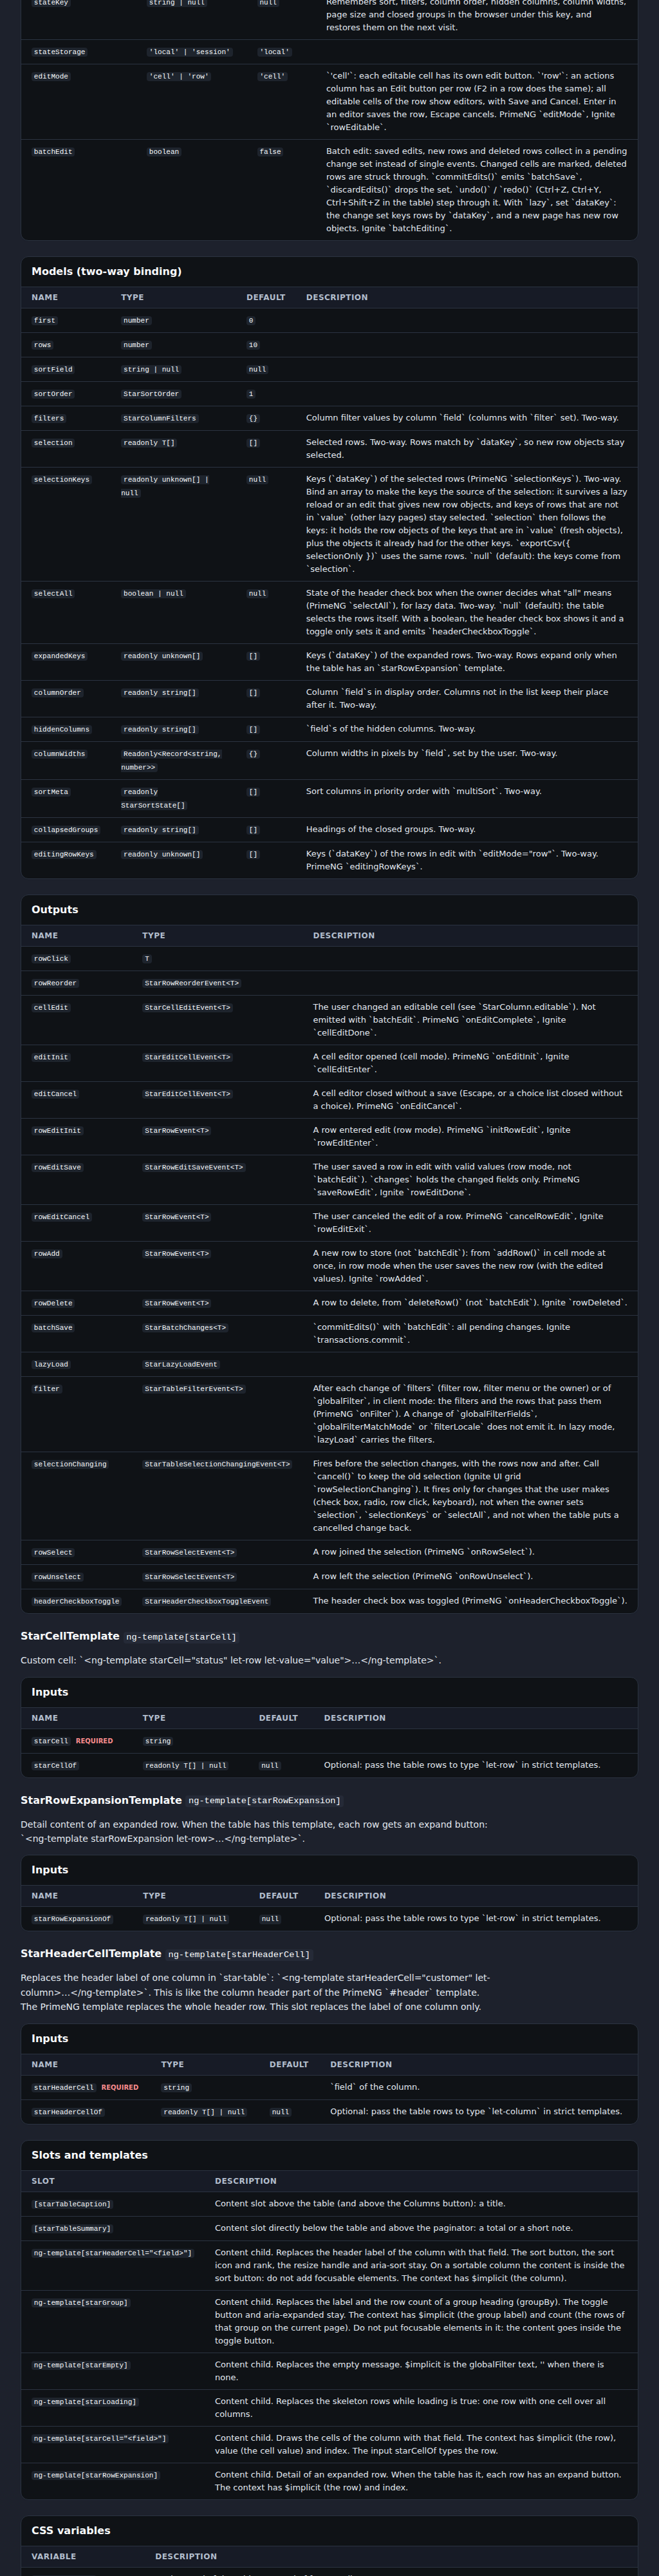 stateKey string | null null Remembers sort, filters, column order, hidden columns, column widths,
page size and closed groups in the browser under this key, and
restores them on the next visit.
stateStorage 'local' | 'session' 'local'
editMode 'cell' | 'row' 'cell' `'cell'`: each editable cell has its own edit button. `'row'`: an actions
column has an Edit button per row (F2 in a row does the same); all
editable cells of the row show editors, with Save and Cancel. Enter in
an editor saves the row, Escape cancels. PrimeNG `editMode`, Ignite
`rowEditable`.
batchEdit boolean false Batch edit: saved edits, new rows and deleted rows collect in a pending
change set instead of single events. Changed cells are marked, deleted
rows are struck through. `commitEdits()` emits `batchSave`,
`discardEdits()` drops the set, `undo()` / `redo()` (Ctrl+Z, Ctrl+Y,
Ctrl+Shift+Z in the table) step through it. With `lazy`, set `dataKey`:
the change set keys rows by `dataKey`, and a new page has new row
objects. Ignite `batchEditing`.
Models (two-way binding)
NAME TYPE DEFAULT DESCRIPTION
first number 0
rows number 10
sortField string | null null
sortOrder StarSortOrder 1
filters StarColumnFilters {} Column filter values by column `field` (columns with `filter` set). Two-way.
selection readonly T[] [] Selected rows. Two-way. Rows match by `dataKey`, so new row objects stay
selected.
selectionKeys readonly unknown[] | null null Keys (`dataKey`) of the selected rows (PrimeNG `selectionKeys`). Two-way.
Bind an array to make the keys the source of the selection: it survives a lazy
reload or an edit that gives new row objects, and keys of rows that are not
in `value` (other lazy pages) stay selected. `selection` then follows the
keys: it holds the row objects of the keys that are in `value` (fresh objects),
plus the objects it already had for the other keys. `exportCsv({
selectionOnly })` uses the same rows. `null` (default): the keys come from
`selection`.
selectAll boolean | null null State of the header check box when the owner decides what "all" means
(PrimeNG `selectAll`), for lazy data. Two-way. `null` (default): the table
selects the rows itself. With a boolean, the header check box shows it and a
toggle only sets it and emits `headerCheckboxToggle`.
expandedKeys readonly unknown[] [] Keys (`dataKey`) of the expanded rows. Two-way. Rows expand only when
the table has an `starRowExpansion` template.
columnOrder readonly string[] [] Column `field`s in display order. Columns not in the list keep their place
after it. Two-way.
hiddenColumns readonly string[] [] `field`s of the hidden columns. Two-way.
columnWidths Readonly<Record<string, number>> {} Column widths in pixels by `field`, set by the user. Two-way.
sortMeta readonly StarSortState[] [] Sort columns in priority order with `multiSort`. Two-way.
collapsedGroups readonly string[] [] Headings of the closed groups. Two-way.
editingRowKeys readonly unknown[] [] Keys (`dataKey`) of the rows in edit with `editMode="row"`. Two-way.
PrimeNG `editingRowKeys`.
Outputs
NAME TYPE DESCRIPTION
rowClick T
rowReorder StarRowReorderEvent<T>
cellEdit StarCellEditEvent<T> The user changed an editable cell (see `StarColumn.editable`). Not
emitted with `batchEdit`. PrimeNG `onEditComplete`, Ignite
`cellEditDone`.
editInit StarEditCellEvent<T> A cell editor opened (cell mode). PrimeNG `onEditInit`, Ignite
`cellEditEnter`.
editCancel StarEditCellEvent<T> A cell editor closed without a save (Escape, or a choice list closed without
a choice). PrimeNG `onEditCancel`.
rowEditInit StarRowEvent<T> A row entered edit (row mode). PrimeNG `initRowEdit`, Ignite
`rowEditEnter`.
rowEditSave StarRowEditSaveEvent<T> The user saved a row in edit with valid values (row mode, not
`batchEdit`). `changes` holds the changed fields only. PrimeNG
`saveRowEdit`, Ignite `rowEditDone`.
rowEditCancel StarRowEvent<T> The user canceled the edit of a row. PrimeNG `cancelRowEdit`, Ignite
`rowEditExit`.
rowAdd StarRowEvent<T> A new row to store (not `batchEdit`): from `addRow()` in cell mode at
once, in row mode when the user saves the new row (with the edited
values). Ignite `rowAdded`.
rowDelete StarRowEvent<T> A row to delete, from `deleteRow()` (not `batchEdit`). Ignite `rowDeleted`.
batchSave StarBatchChanges<T> `commitEdits()` with `batchEdit`: all pending changes. Ignite
`transactions.commit`.
lazyLoad StarLazyLoadEvent
filter StarTableFilterEvent<T> After each change of `filters` (filter row, filter menu or the owner) or of
`globalFilter`, in client mode: the filters and the rows that pass them
(PrimeNG `onFilter`). A change of `globalFilterFields`,
`globalFilterMatchMode` or `filterLocale` does not emit it. In lazy mode,
`lazyLoad` carries the filters.
selectionChanging StarTableSelectionChangingEvent<T> Fires before the selection changes, with the rows now and after. Call
`cancel()` to keep the old selection (Ignite UI grid
`rowSelectionChanging`). It fires only for changes that the user makes
(check box, radio, row click, keyboard), not when the owner sets
`selection`, `selectionKeys` or `selectAll`, and not when the table puts a
cancelled change back.
rowSelect StarRowSelectEvent<T> A row joined the selection (PrimeNG `onRowSelect`).
rowUnselect StarRowSelectEvent<T> A row left the selection (PrimeNG `onRowUnselect`).
headerCheckboxToggle StarHeaderCheckboxToggleEvent The header check box was toggled (PrimeNG `onHeaderCheckboxToggle`).
StarCellTemplate ng-template[starCell]
Custom cell: `<ng-template starCell="status" let-row let-value="value">…</ng-template>`.
Inputs
NAME TYPE DEFAULT DESCRIPTION
starCell REQUIRED string
starCellOf readonly T[] | null null Optional: pass the table rows to type `let-row` in strict templates.
StarRowExpansionTemplate ng-template[starRowExpansion]
Detail content of an expanded row. When the table has this template, each row gets an expand button:
`<ng-template starRowExpansion let-row>…</ng-template>`.
Inputs
NAME TYPE DEFAULT DESCRIPTION
starRowExpansionOf readonly T[] | null null Optional: pass the table rows to type `let-row` in strict templates.
StarHeaderCellTemplate ng-template[starHeaderCell]
Replaces the header label of one column in `star-table`: `<ng-template starHeaderCell="customer" let-
column>…</ng-template>`. This is like the column header part of the PrimeNG `#header` template.
The PrimeNG template replaces the whole header row. This slot replaces the label of one column only.
Inputs
NAME TYPE DEFAULT DESCRIPTION
starHeaderCell REQUIRED string `field` of the column.
starHeaderCellOf readonly T[] | null null Optional: pass the table rows to type `let-column` in strict templates.
Slots and templates
SLOT DESCRIPTION
[starTableCaption] Content slot above the table (and above the Columns button): a title.
[starTableSummary] Content slot directly below the table and above the paginator: a total or a short note.
ng-template[starHeaderCell="<field>"] Content child. Replaces the header label of the column with that field. The sort button, the sort
icon and rank, the resize handle and aria-sort stay. On a sortable column the content is inside the
sort button: do not add focusable elements. The context has $implicit (the column).
ng-template[starGroup] Content child. Replaces the label and the row count of a group heading (groupBy). The toggle
button and aria-expanded stay. The context has $implicit (the group label) and count (the rows of
that group on the current page). Do not put focusable elements in it: the content goes inside the
toggle button.
ng-template[starEmpty] Content child. Replaces the empty message. $implicit is the globalFilter text, '' when there is
none.
ng-template[starLoading] Content child. Replaces the skeleton rows while loading is true: one row with one cell over all
columns.
ng-template[starCell="<field>"] Content child. Draws the cells of the column with that field. The context has $implicit (the row),
value (the cell value) and index. The input starCellOf types the row.
ng-template[starRowExpansion] Content child. Detail of an expanded row. When the table has it, each row has an expand button.
The context has $implicit (the row) and index.
CSS variables
VARIABLE DESCRIPTION